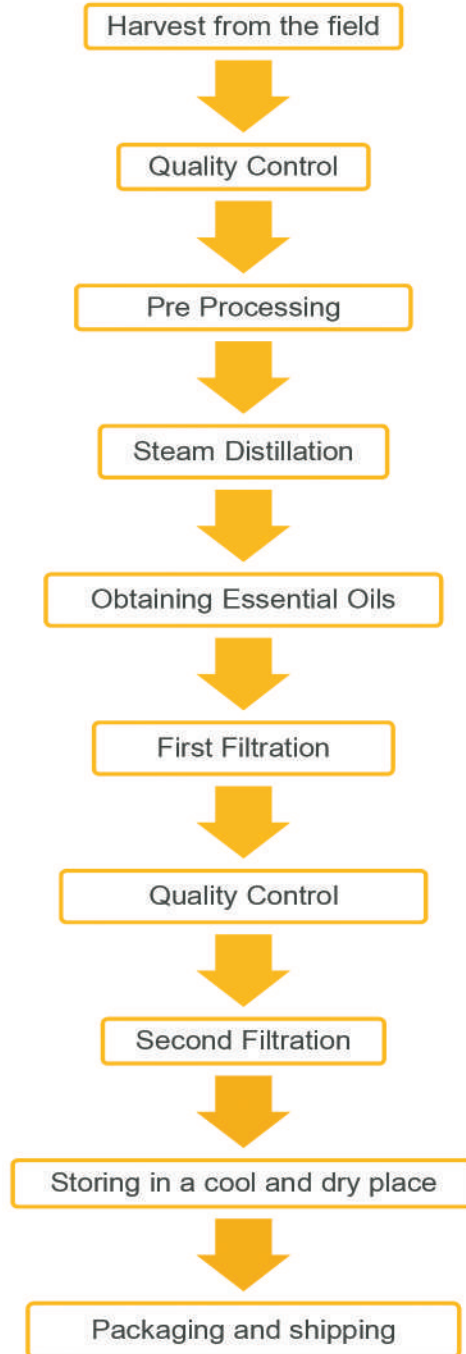 Harvest from the field
Quality Control
Pre Processing
Steam Distillation
Obtaining Essential Oils
First Filtration
Quality Control
Second Filtration
Storing in a cool and dry place
Packaging and shipping